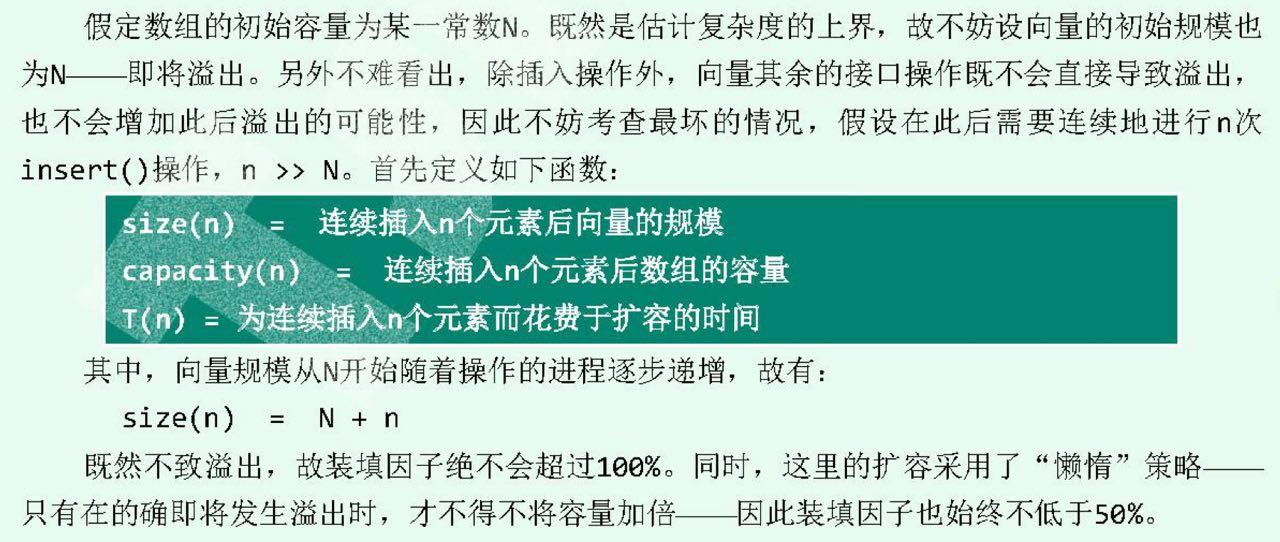 假定数组的初始容量为某一常数N。既然是估计复杂度的上界，故不妨设向量的初始规模也
为N——即将溢出。另外不难看出，除插入操作外，向量其余的接口操作既不会直接导致溢出，
也不会增加此后溢出的可能性，因此不妨考查最坏的情况，假设在此后需要连续地进行n次
insert()操作，n >> N。首先定义如下函数：
size(n) = 连续插入n个元素后向量的规模
capacity(n) = 连续插入n个元素后数组的容量
T(n) = 为连续插入n个元素而花费于扩容的时间
其中，向量规模从N开始随着操作的进程逐步递增，故有：
size(n) = N + n
既然不致溢出，故装填因子绝不会超过100%。同时，这里的扩容采用了“懒惰”策略——
只有在的确即将发生溢出时，才不得不将容量加倍——因此装填因子也始终不低于50%。